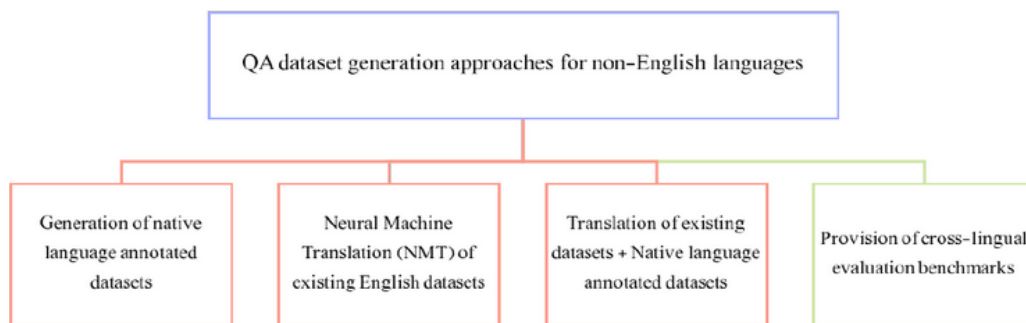 QA dataset generation approaches for non-English languages
Generation of native
language annotated
datasets
Neural Machine
Translation (NMT) of
existing English datasets
Translation of existing
datasets + Native language
annotated datasets
Provision of cross-lingual
evaluation benchmarks